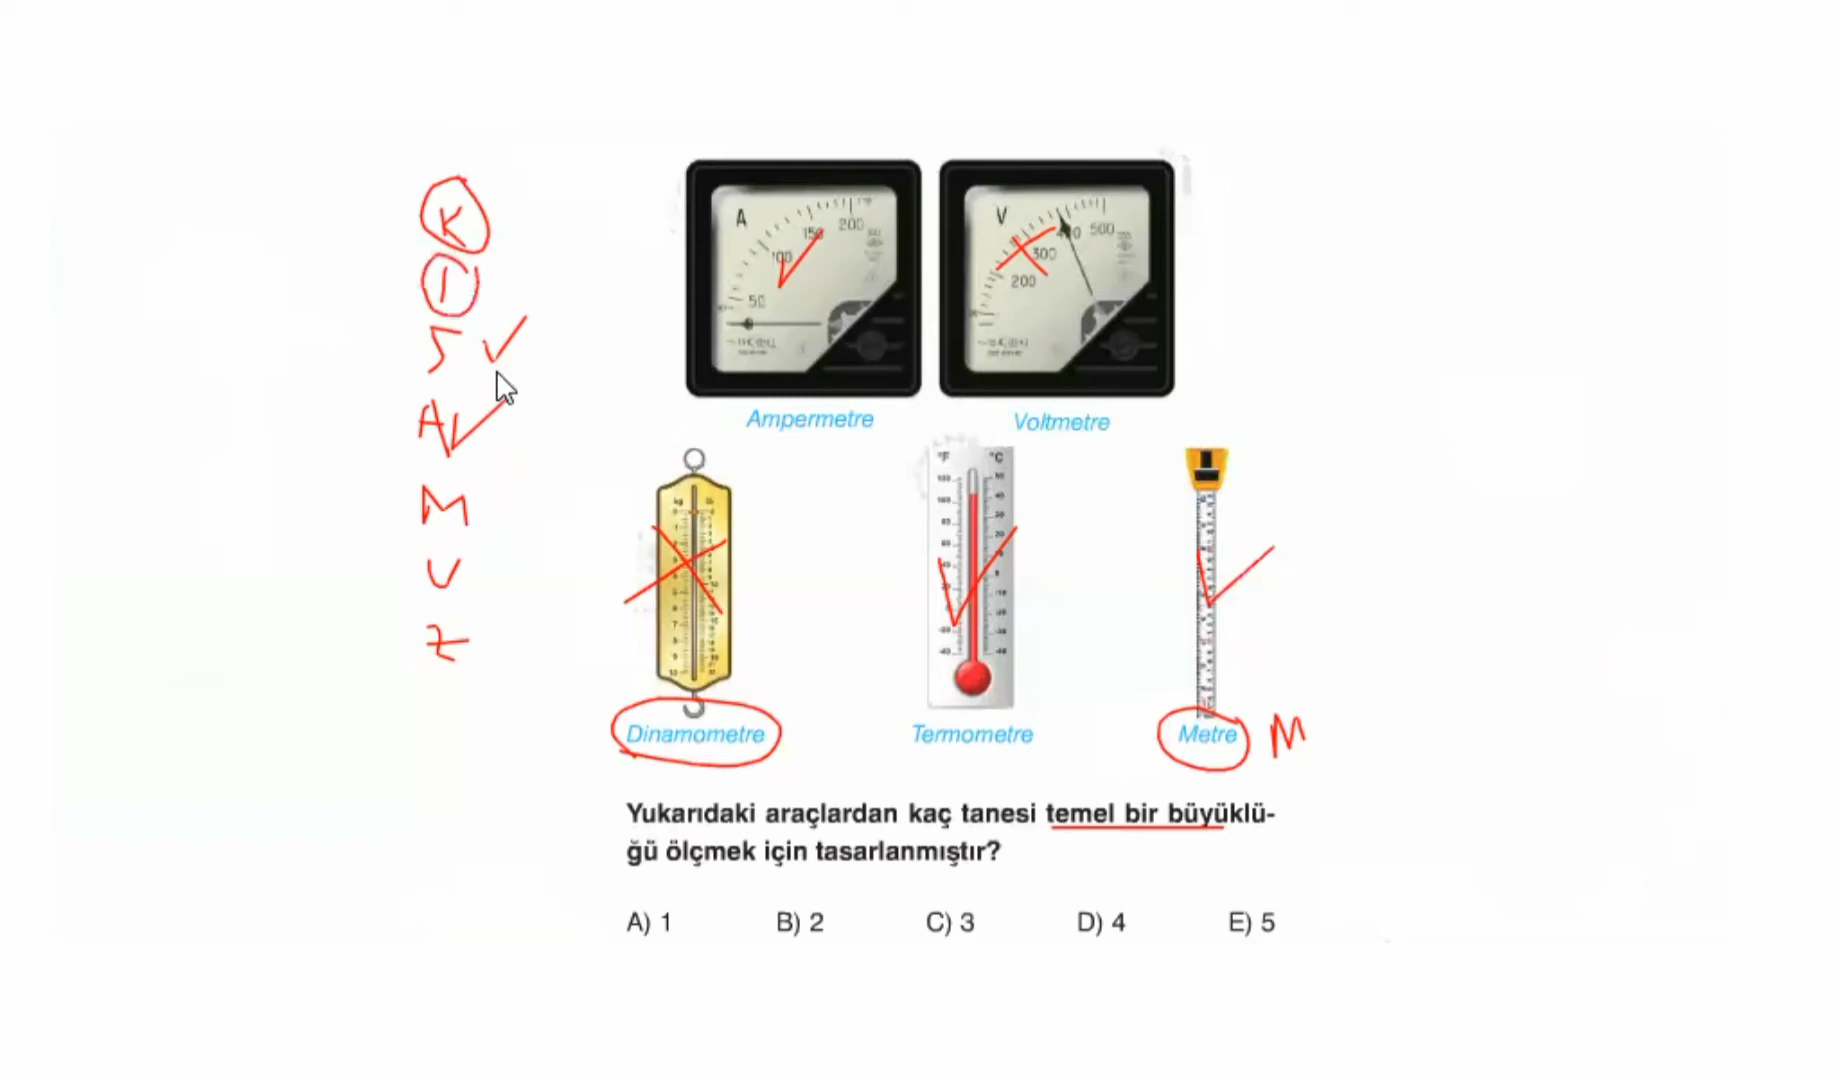 K
I
S
A
M
U
Z
A
50
100
150
200
V
200
300
400
500
Ampermetre
Voltmetre
kg
°F
°C
Dinamometre
Termometre
Metre
M
Yukarıdaki araçlardan kaç tanesi temel bir büyüklü-
ğü ölçmek için tasarlanmıştır?
A) 1 B) 2 C) 3 D) 4 E) 5